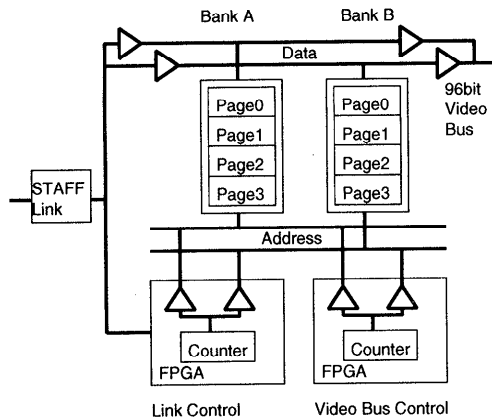 Bank A
Bank B
Data
Page0
Page1
Page2
Page3
Page0
Page1
Page2
Page3
96bit
Video
Bus
STAFF
Link
Address
Counter
FPGA
Counter
FPGA
Link Control
Video Bus Control